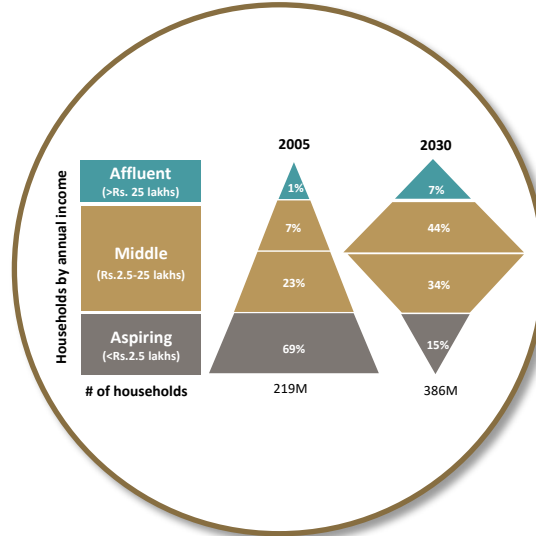 2005
2030
Households by annual income
Affluent
(>Rs. 25 lakhs)
1%
7%
Middle
(Rs.2.5-25 lakhs)
7%
44%
23%
34%
Aspiring
(<Rs.2.5 lakhs)
69%
15%
# of households
219M
386M